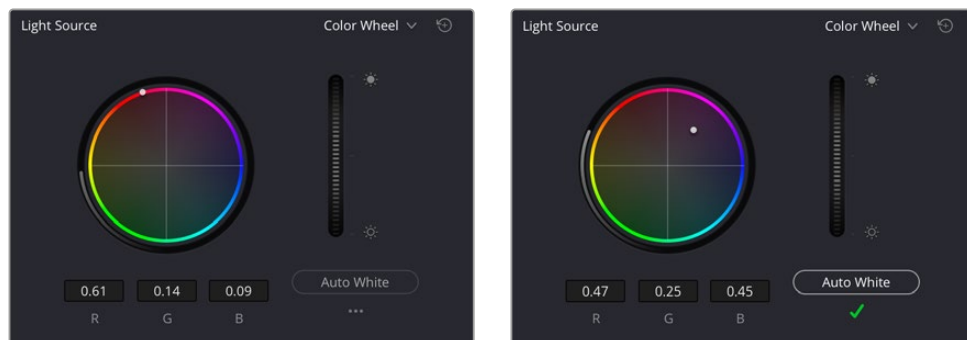 Light Source Color Wheel
0.61 0.14 0.09 Auto White
R G B
Light Source Color Wheel
0.47 0.25 0.45 Auto White
R G B